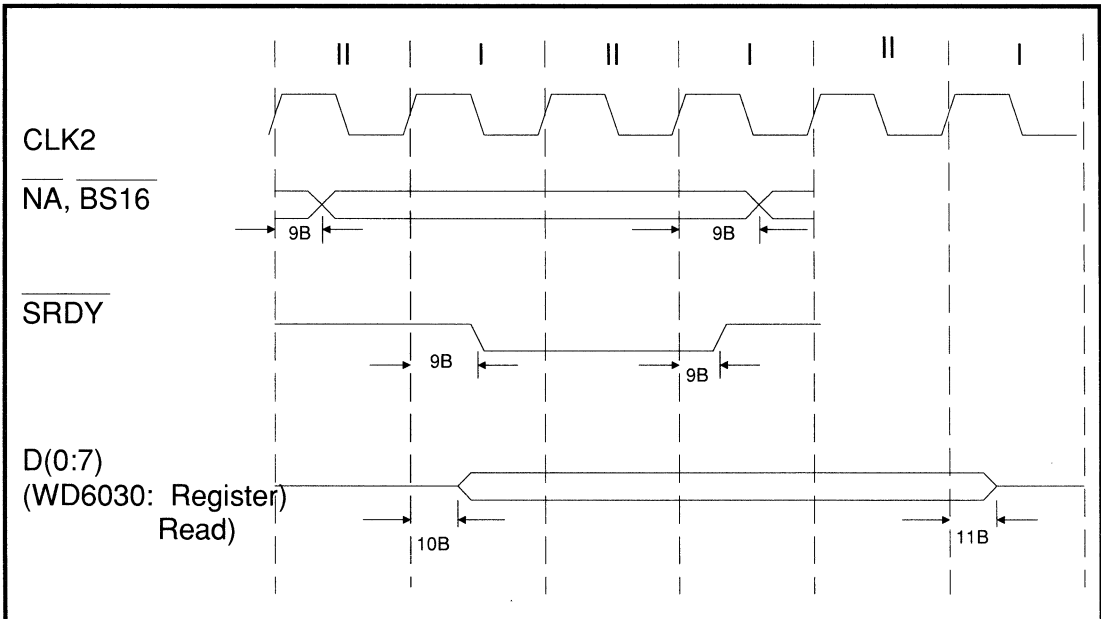 II I II I II I
CLK2
NA, BS16
9B 9B
SRDY
9B 9B
D(0:7)
(WD6030: Register)
Read)
10B 11B